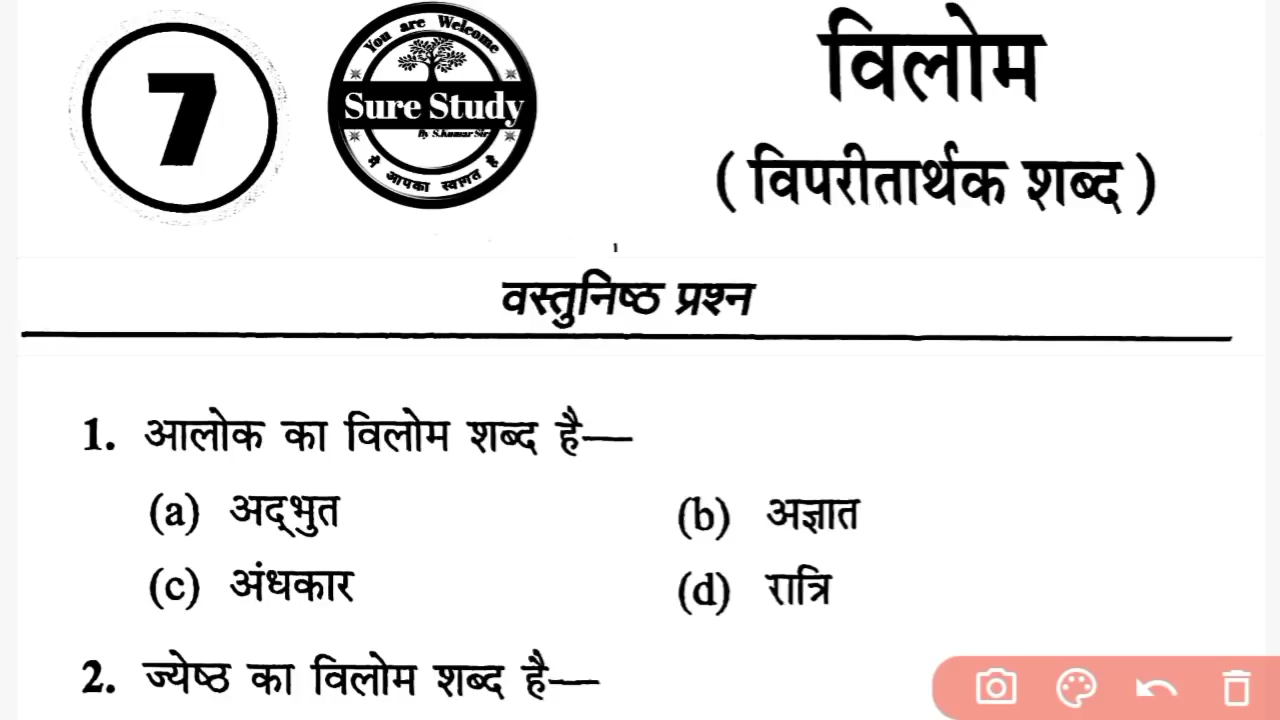 7
You are Welcome
Sure Study
By S.kumar Sir
में आपका स्वागत है
विलोम
( विपरीतार्थक शब्द )
वस्तुनिष्ठ प्रश्न
1. आलोक का विलोम शब्द है—
(a) अद्भुत (b) अज्ञात
(c) अंधकार (d) रात्रि
2. ज्येष्ठ का विलोम शब्द है—